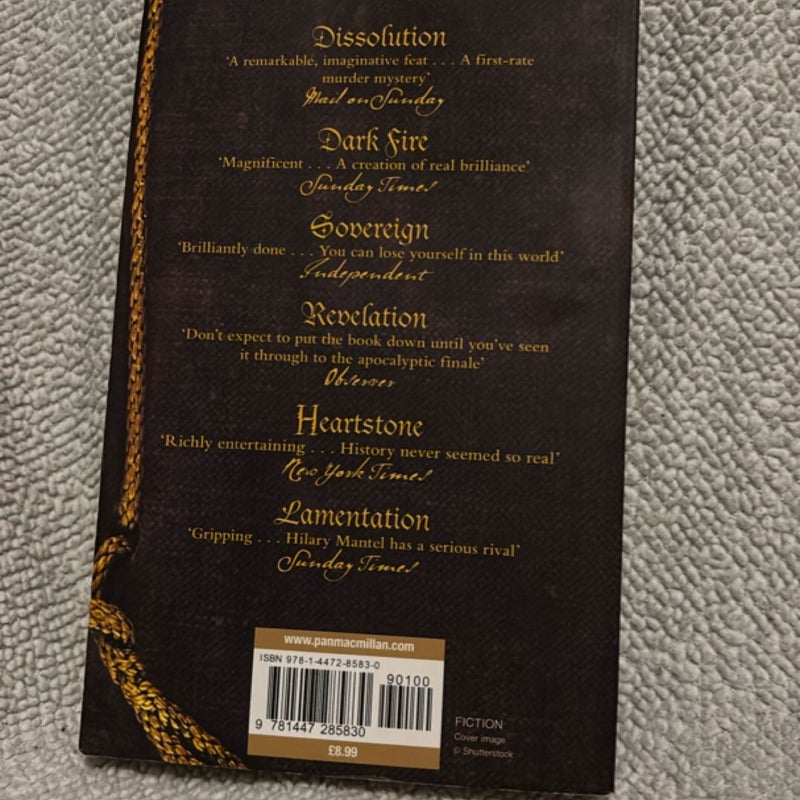 Dissolution
‘A remarkable, imaginative feat . . . A first-rate
murder mystery’
Mail on Sunday
Dark Fire
‘Magnificent . . . A creation of real brilliance’
Sunday Times
Sovereign
‘Brilliantly done . . . You can lose yourself in this world’
Independent
Revelation
‘Don’t expect to put the book down until you’ve seen
it through to the apocalyptic finale’
Observer
Heartstone
‘Richly entertaining . . . History never seemed so real’
New York Times
Lamentation
‘Gripping . . . Hilary Mantel has a serious rival’
Sunday Times
www.panmacmillan.com
ISBN 978-1-4472-8583-0
90100
9 781447 285830
£8.99
FICTION
Cover image
© Shutterstock